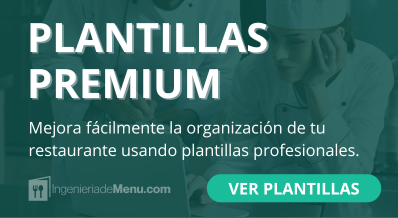 PLANTILLAS
PREMIUM
Mejora fácilmente la organización de tu
restaurante usando plantillas profesionales.
IngenieriadeMenu.com
VER PLANTILLAS